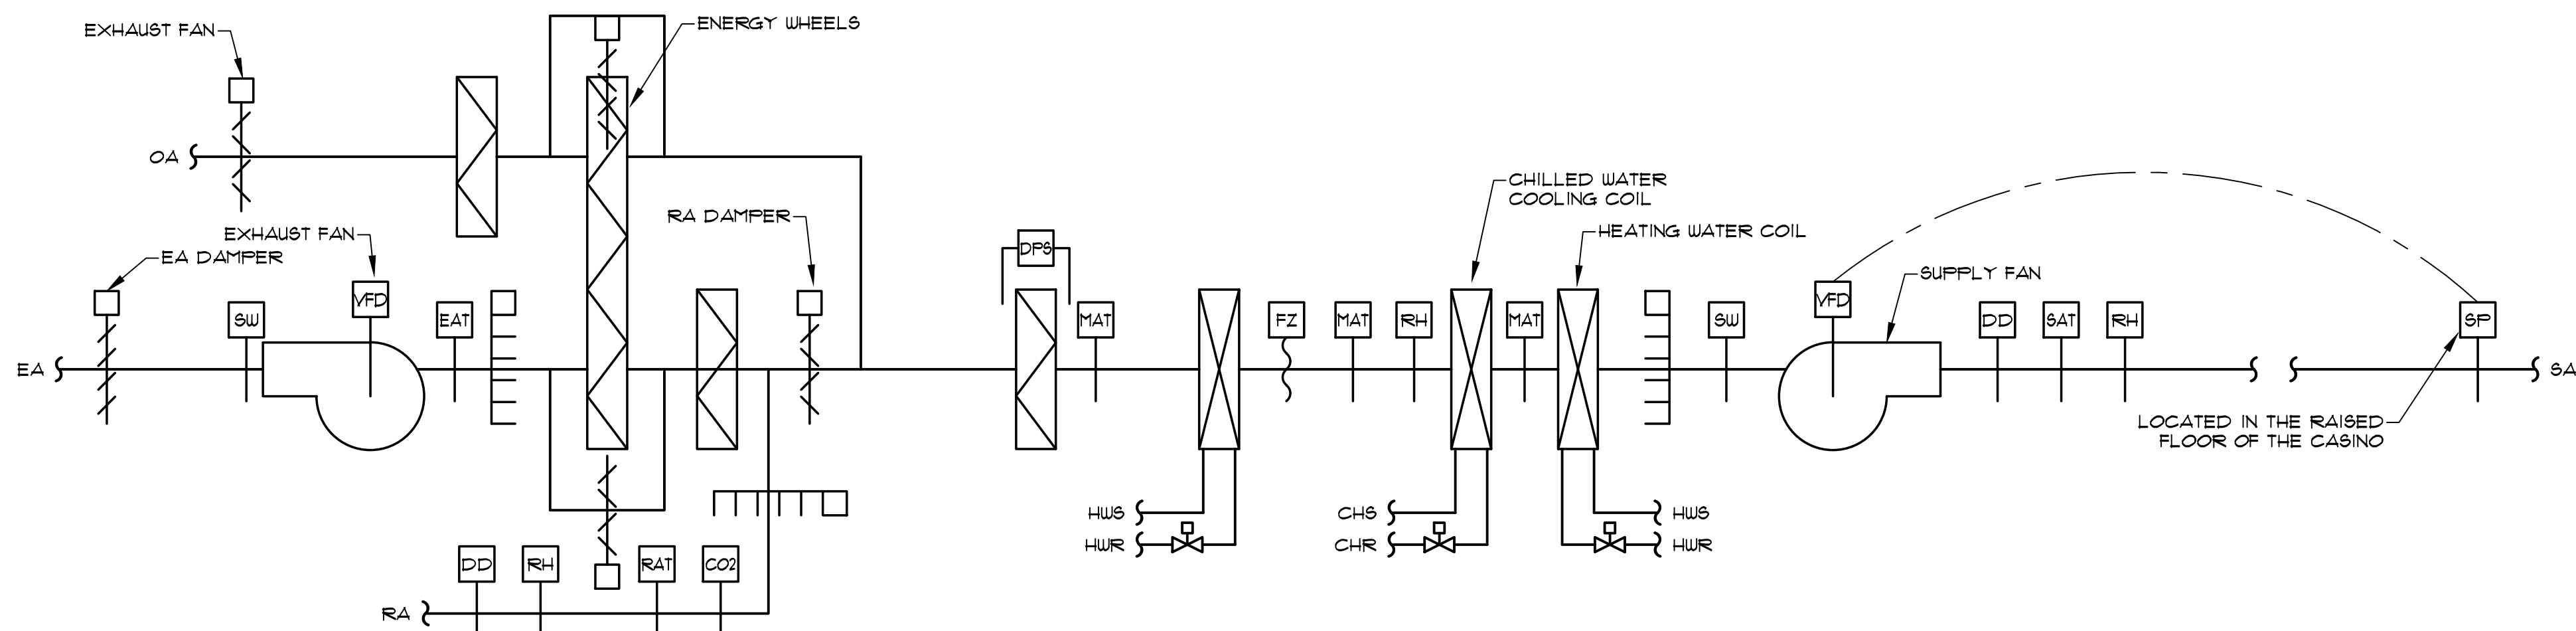 EXHAUST FAN
ENERGY WHEELS
OA
CHILLED WATER
COOLING COIL
RA DAMPER
EXHAUST FAN
HEATING WATER COIL
EA DAMPER
DPS
SUPPLY FAN
VFD
VFD
SW
EAT
MAT
FZ
MAT
RH
MAT
SW
DD
SAT
RH
SP
EA
SA
LOCATED IN THE RAISED
FLOOR OF THE CASINO
HWS
CHS
HWS
HWR
CHR
HWR
DD
RH
RAT
CO2
RA